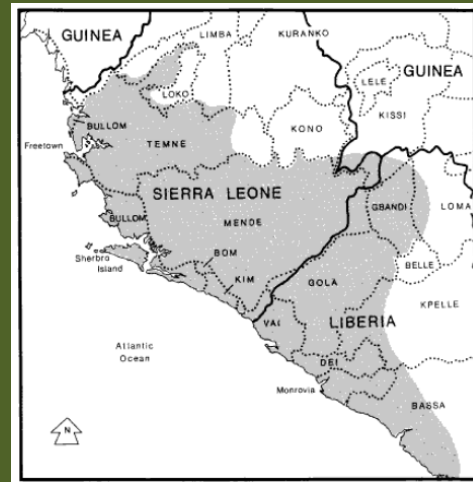 GUINEA
LIMBA
KURANKO
LOKO
LELE
GUINEA
KISSI
BULLOM
KONO
Freetown
TEMNE
SIERRA LEONE
GBANDI
LOMA
BULLOM
MENDE
BOM
BELLE
Sherbro
Island
KIM
GOLA
KPELLE
VAI
LIBERIA
Atlantic
Ocean
DEI
Monrovia
BASSA
N